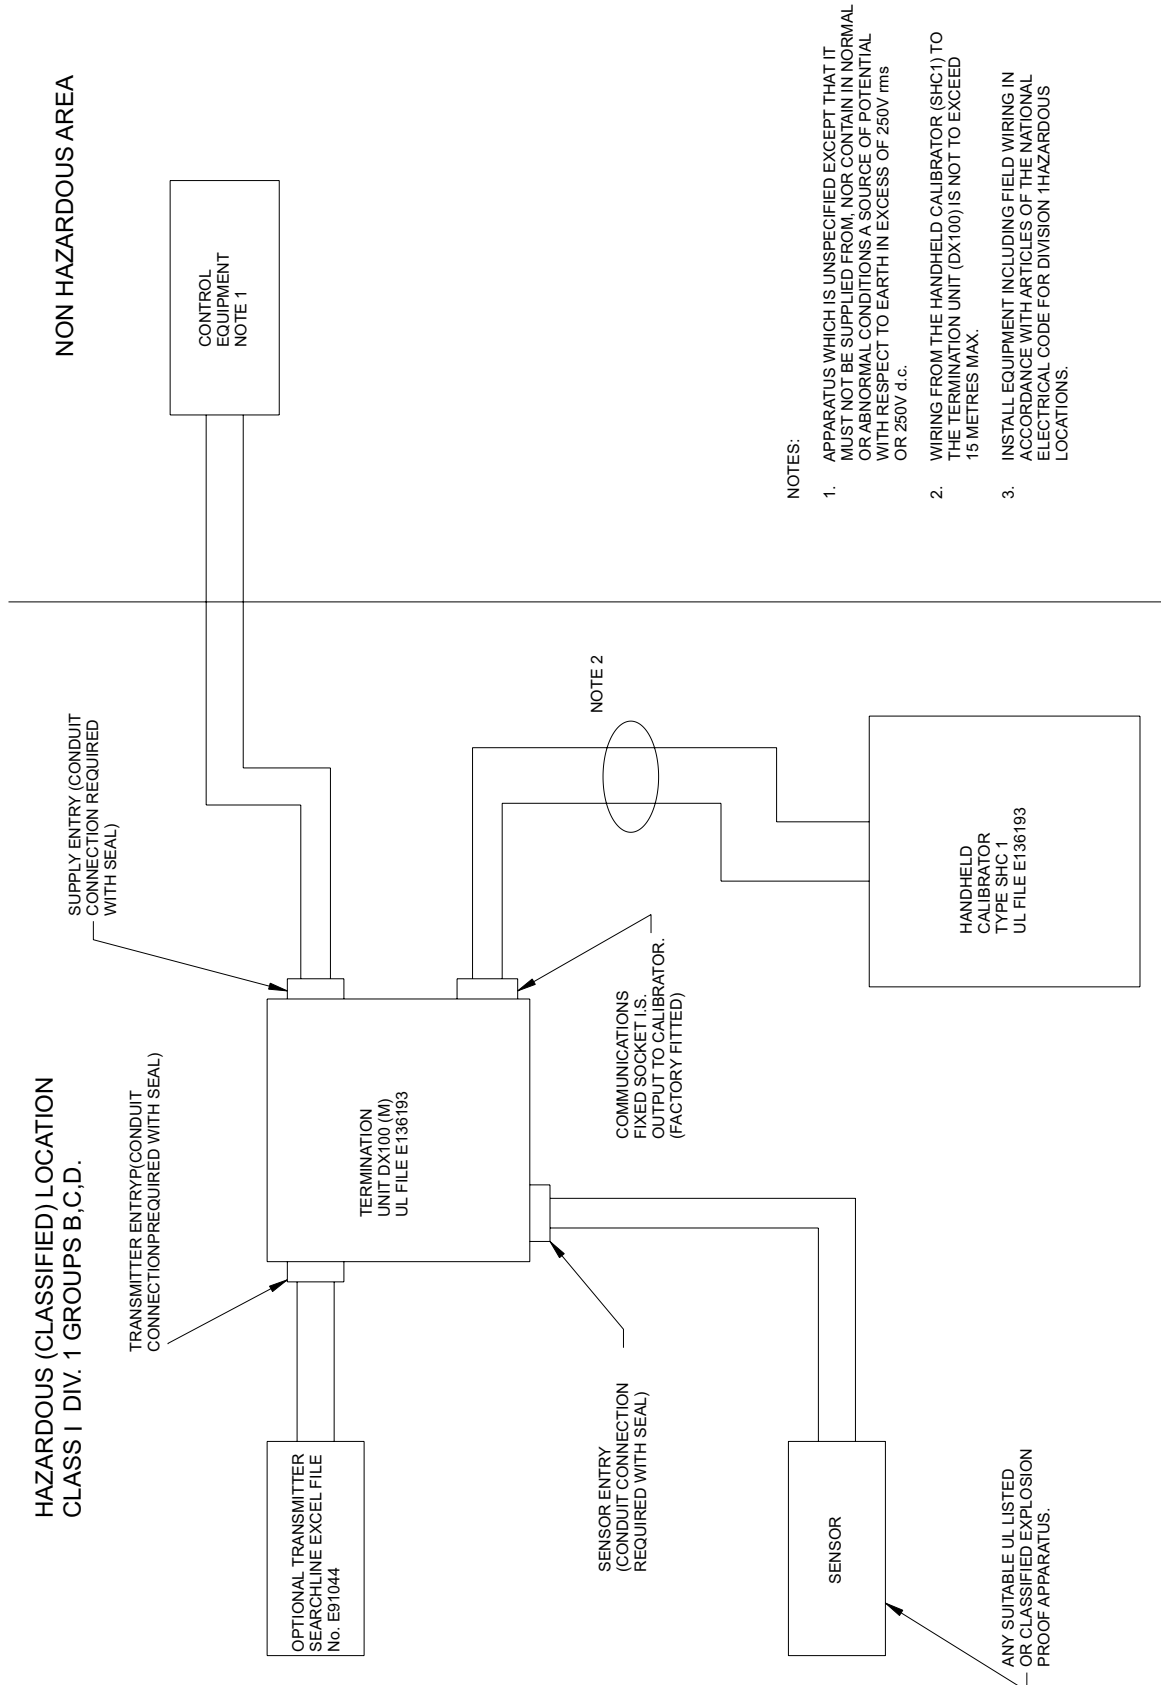 HAZARDOUS (CLASSIFIED) LOCATION
CLASS I DIV. 1 GROUPS B,C,D.
NON HAZARDOUS AREA
TRANSMITTER ENTRYP(CONDUIT
CONNECTIONPREQUIRED WITH SEAL)
SUPPLY ENTRY (CONDUIT
CONNECTION REQUIRED
WITH SEAL)
CONTROL
EQUIPMENT
NOTE 1
OPTIONAL TRANSMITTER
SEARCHLINE EXCEL FILE
No. E91044
TERMINATION
UNIT DX100 (M)
UL FILE E136193
SENSOR ENTRY
(CONDUIT CONNECTION
REQUIRED WITH SEAL)
COMMUNICATIONS
FIXED SOCKET I.S.
OUTPUT TO CALIBRATOR.
(FACTORY FITTED)
NOTE 2
SENSOR
HANDHELD
CALIBRATOR
TYPE SHC 1
UL FILE E136193
ANY SUITABLE UL LISTED
OR CLASSIFIED EXPLOSION
PROOF APPARATUS.
NOTES:
1. APPARATUS WHICH IS UNSPECIFIED EXCEPT THAT IT
MUST NOT BE SUPPLIED FROM, NOR CONTAIN IN NORMAL
OR ABNORMAL CONDITIONS A SOURCE OF POTENTIAL
WITH RESPECT TO EARTH IN EXCESS OF 250V rms
OR 250V d.c.
2. WIRING FROM THE HANDHELD CALIBRATOR (SHC1) TO
THE TERMINATION UNIT (DX100) IS NOT TO EXCEED
15 METRES MAX.
3. INSTALL EQUIPMENT INCLUDING FIELD WIRING IN
ACCORDANCE WITH ARTICLES OF THE NATIONAL
ELECTRICAL CODE FOR DIVISION 1HAZARDOUS
LOCATIONS.